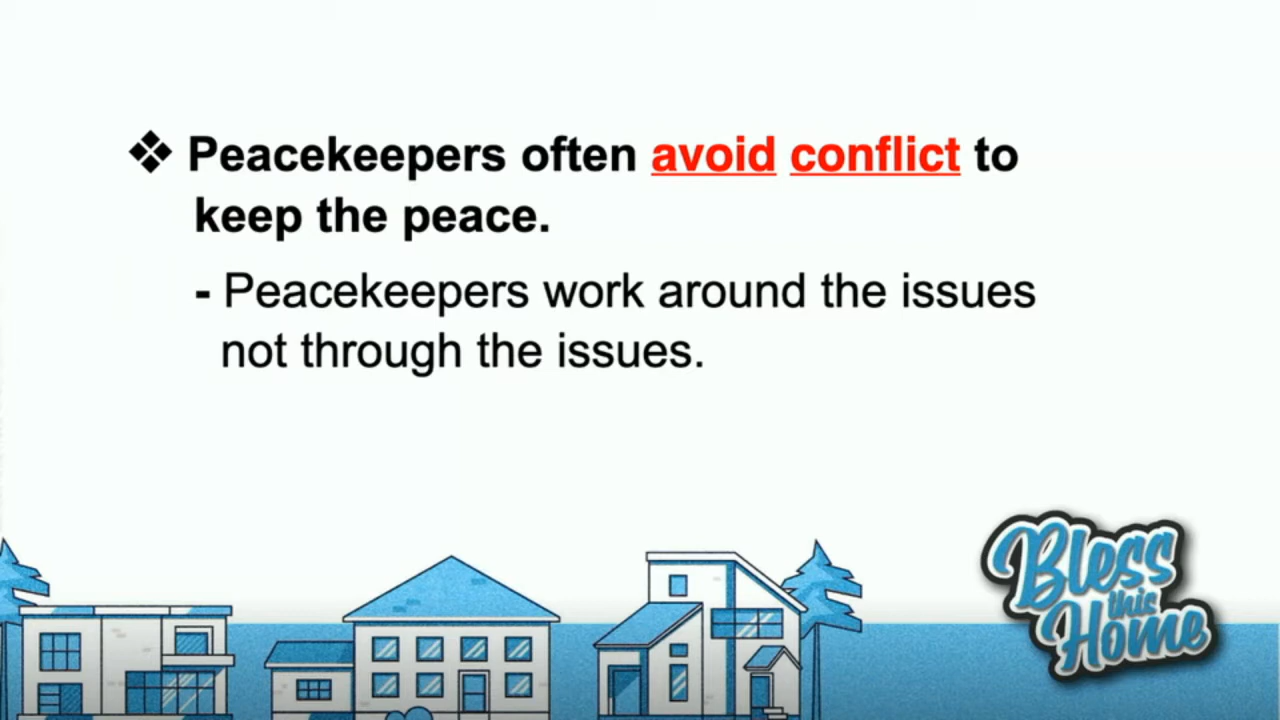 ❖ Peacekeepers often avoid conflict to
keep the peace.
- Peacekeepers work around the issues
not through the issues.
Bless
this
Home